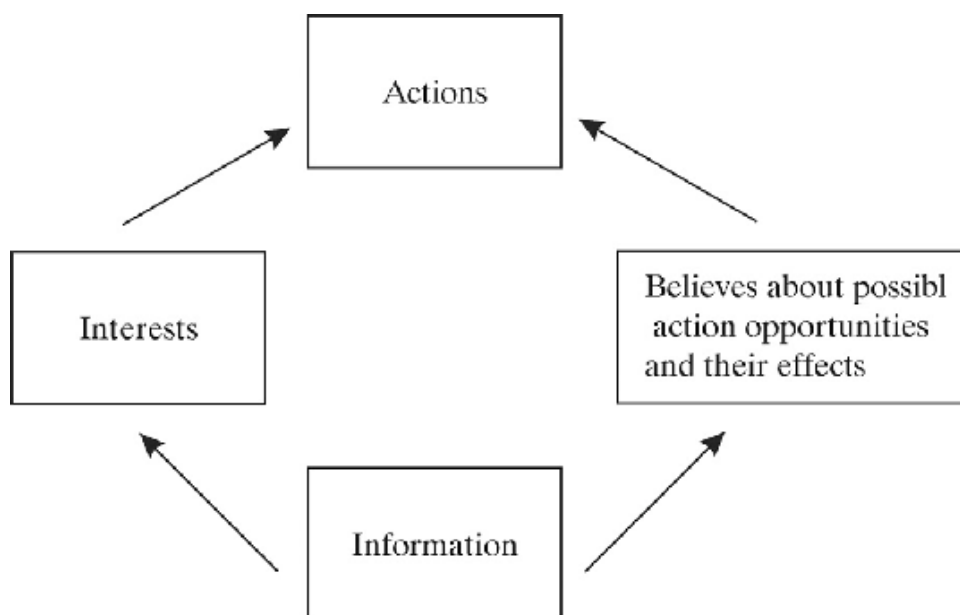 Actions
Interests
Believes about possibl
action opportunities
and their effects
Information